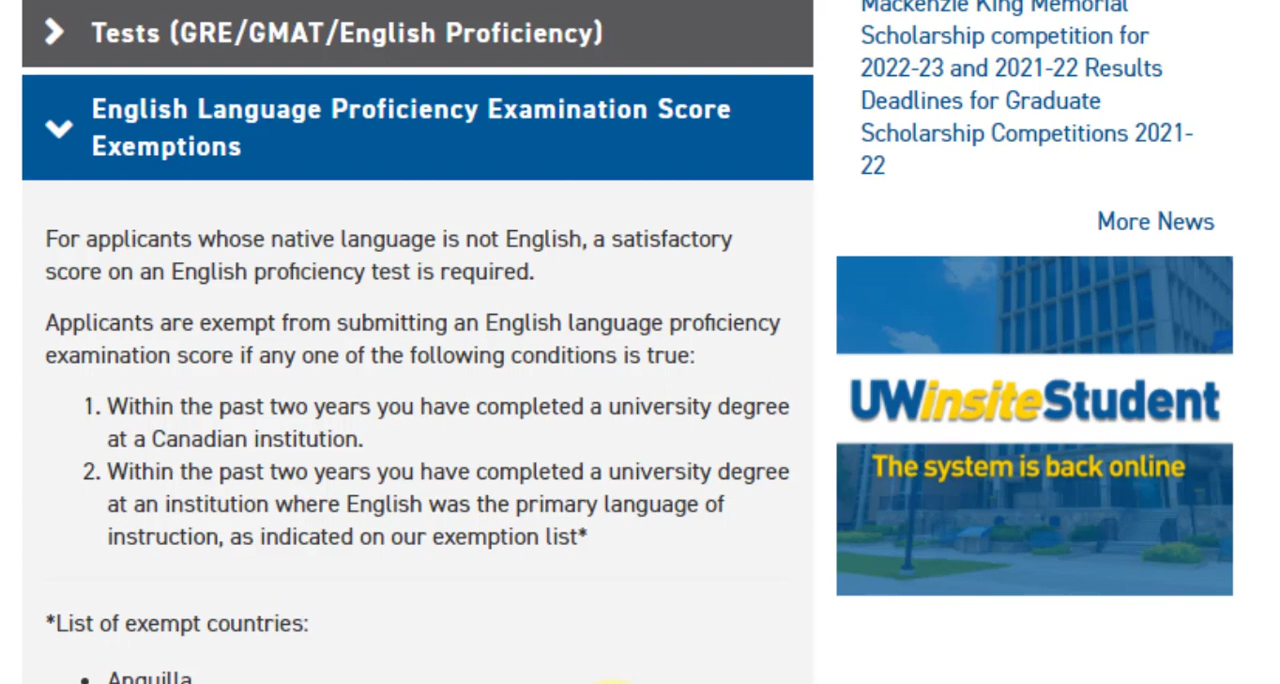 Tests (GRE/GMAT/English Proficiency)
English Language Proficiency Examination Score
Exemptions
For applicants whose native language is not English, a satisfactory
score on an English proficiency test is required.
Applicants are exempt from submitting an English language proficiency
examination score if any one of the following conditions is true:
1. Within the past two years you have completed a university degree
at a Canadian institution.
2. Within the past two years you have completed a university degree
at an institution where English was the primary language of
instruction, as indicated on our exemption list*
*List of exempt countries:
• Anguilla
Mackenzie King Memorial
Scholarship competition for
2022-23 and 2021-22 Results
Deadlines for Graduate
Scholarship Competitions 2021-
22
More News
UWinsiteStudent
The system is back online